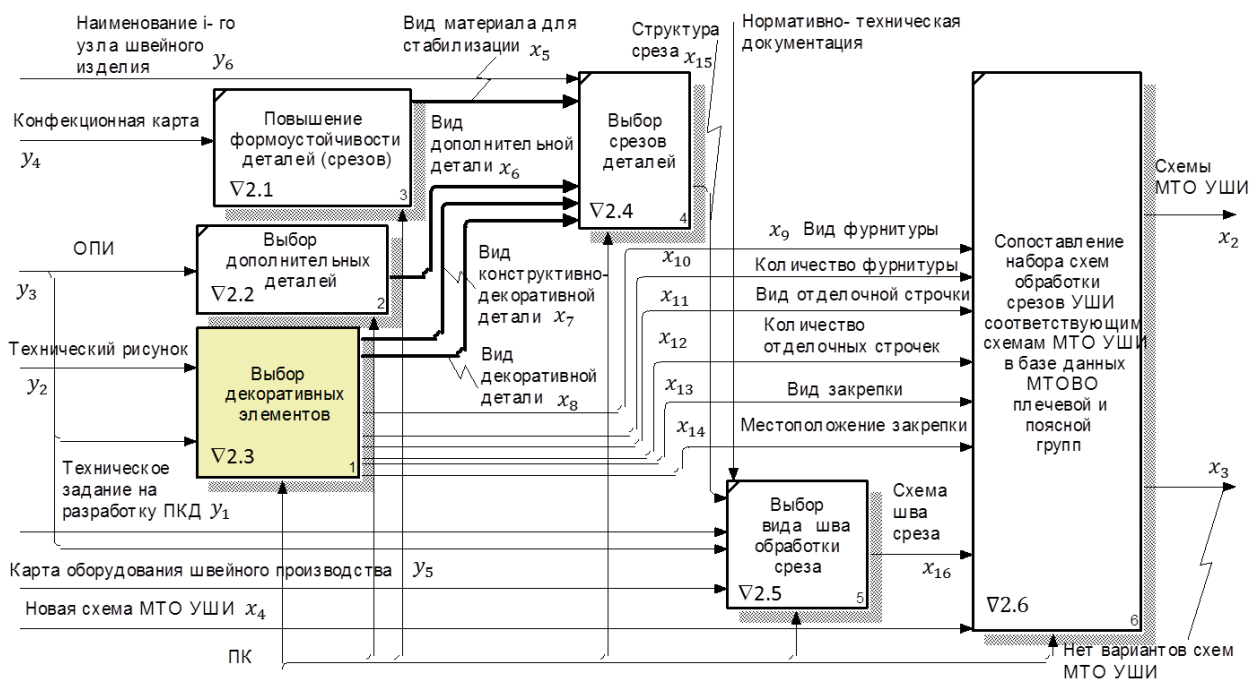 Наименование i- го
узла швейного
изделия y₆
Вид материала для
стабилизации x₅
Структура
среза x₁₅
Нормативно- техническая
документация
Конфекционная карта
y₄
Повышение
формоустойчивости
деталей (срезов)
∇2.1
3
Вид
дополнительной
детали x₆
Выбор
срезов
деталей
∇2.4
4
Схемы
МТО УШИ
x₂
ОПИ
y₃
Выбор
дополнительных
деталей
∇2.2
2
Вид
конструктивно-
декоративной
детали x₇
x₉ Вид фурнитуры
x₁₀
Количество фурнитуры
x₁₁
Вид отделочной строчки
x₁₂
Количество
отделочных строчек
x₁₃
Вид закрепки
x₁₄
Местоположение закрепки
Сопоставление
набора схем
обработки
срезов УШИ
соответствующим
схемам МТО УШИ
в базе данных
МТОВО
плечевой и
поясной
групп
∇2.6
6
Технический рисунок
y₂
Выбор
декоративных
элементов
∇2.3
1
Вид
декоративной
детали x₈
x₃
Техническое
задание на
разработку ПКД y₁
Выбор
вида шва
обработки
среза
∇2.5
5
Схема
шва
среза
x₁₆
Карта оборудования швейного производства y₅
Новая схема МТО УШИ x₄
ПК
Нет вариантов схем
МТО УШИ